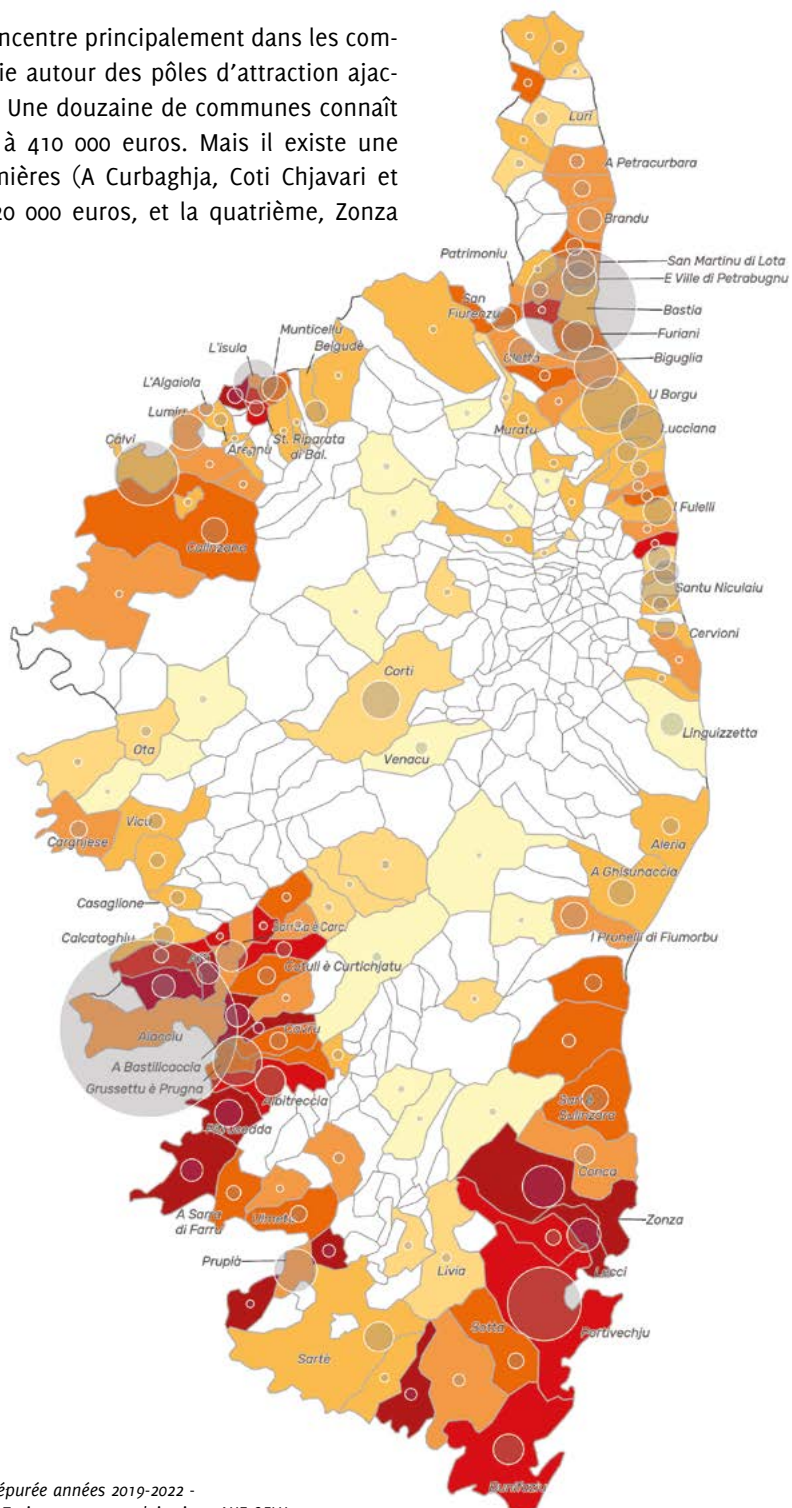 ncentre principalement dans les com-
ie autour des pôles d'attraction ajac-
Une douzaine de communes connaît
à 410 000 euros. Mais il existe une
nières (A Curbaghja, Coti Chjavari et
20 000 euros, et la quatrième, Zonza
Luri
A Petracurbara
Brandu
Patrimoniu
San Martinu di Lota
E Ville di Petrabugnu
San
Fiurenzu
Bastia
Munticellu
Furiani
L'isula
Belgudè
Oletta
Biguglia
L'Algaiola
U Borgu
Lumiu
Muratu
Lucciana
Calvi
Aregnu
St. Riparata
di Bal.
I Fulelli
Calinzana
Santu Niculaiu
Cervioni
Corti
Linguizzetta
Ota
Venacu
Vicu
Carghjese
Aleria
A Ghisunaccia
Casaglione
Calcatoghju
I Prunelli di Fiumorbu
Cutuli è Curtichjatu
Aiacciu
Cavru
A Bastilicaccia
Grussettu è Prugna
Albitreccia
Sulinzara
Conca
A Sarra
di Farru
Zonza
Prupià
Livia
Lecci
Sotta
Portivechju
Sartè
Bunifaziu
épurée années 2019-2022 -